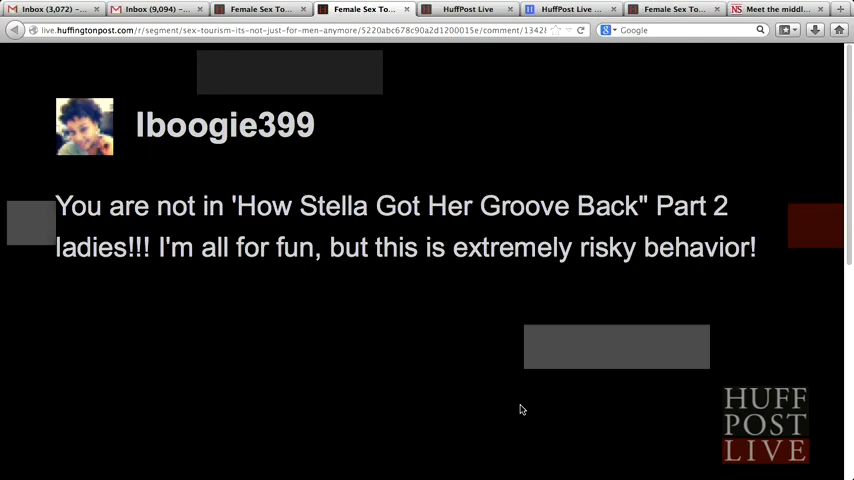 Inbox (3,072) –...
Inbox (9,094) –...
Female Sex To...
Female Sex To...
HuffPost Live
HuffPost Live ...
Female Sex To...
Meet the middl...
live.huffingtonpost.com/r/segment/sex-tourism-its-not-just-for-men-anymore/5220abc678c90a2d1200015e/comment/13428
Google
lboogie399
You are not in 'How Stella Got Her Groove Back" Part 2
ladies!!! I'm all for fun, but this is extremely risky behavior!
HUFF
POST
LIVE